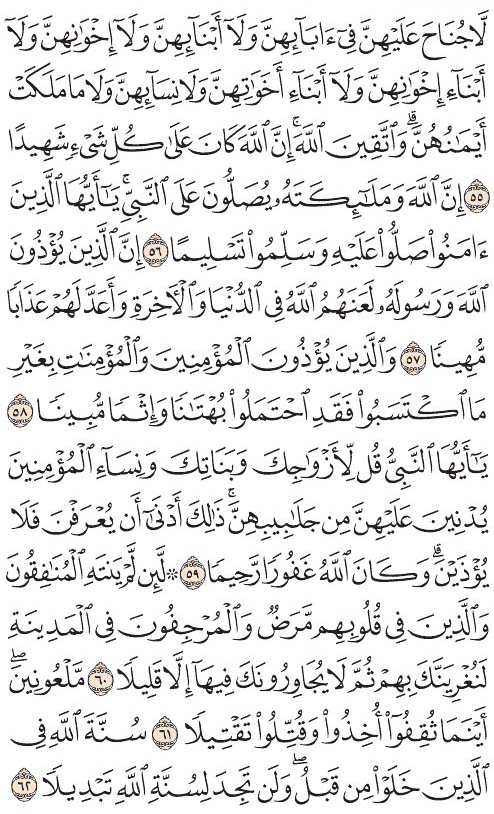 لَّا جُنَاحَ عَلَيْهِنَّ فِىٓ ءَابَآئِهِنَّ وَلَآ أَبْنَآئِهِنَّ وَلَآ إِخْوَٰنِهِنَّ وَلَآ
أَبْنَآءِ إِخْوَٰنِهِنَّ وَلَآ أَبْنَآءِ أَخَوَٰتِهِنَّ وَلَا نِسَآئِهِنَّ وَلَا مَا مَلَكَتْ
أَيْمَٰنُهُنَّ ۗ وَٱتَّقِينَ ٱللَّهَ ۚ إِنَّ ٱللَّهَ كَانَ عَلَىٰ كُلِّ شَىْءٍ شَهِيدًا
٥٥ إِنَّ ٱللَّهَ وَمَلَٰٓئِكَتَهُۥ يُصَلُّونَ عَلَى ٱلنَّبِىِّ ۚ يَٰٓأَيُّهَا ٱلَّذِينَ
ءَامَنُوا۟ صَلُّوا۟ عَلَيْهِ وَسَلِّمُوا۟ تَسْلِيمًا ٥٦ إِنَّ ٱلَّذِينَ يُؤْذُونَ
ٱللَّهَ وَرَسُولَهُۥ لَعَنَهُمُ ٱللَّهُ فِى ٱلدُّنْيَا وَٱلْءَاخِرَةِ وَأَعَدَّ لَهُمْ عَذَابًا
مُّهِينًا ٥٧ وَٱلَّذِينَ يُؤْذُونَ ٱلْمُؤْمِنِينَ وَٱلْمُؤْمِنَٰتِ بِغَيْرِ
مَا ٱكْتَسَبُوا۟ فَقَدِ ٱحْتَمَلُوا۟ بُهْتَٰنًا وَإِثْمًا مُّبِينًا ٥٨
يَٰٓأَيُّهَا ٱلنَّبِىُّ قُل لِّأَزْوَٰجِكَ وَبَنَاتِكَ وَنِسَآءِ ٱلْمُؤْمِنِينَ
يُدْنِينَ عَلَيْهِنَّ مِن جَلَٰبِيبِهِنَّ ۚ ذَٰلِكَ أَدْنَىٰٓ أَن يُعْرَفْنَ فَلَا
يُؤْذَيْنَ ۗ وَكَانَ ٱللَّهُ غَفُورًا رَّحِيمًا ٥٩ ۞ لَّئِن لَّمْ يَنتَهِ ٱلْمُنَٰفِقُونَ
وَٱلَّذِينَ فِى قُلُوبِهِم مَّرَضٌ وَٱلْمُرْجِفُونَ فِى ٱلْمَدِينَةِ
لَنُغْرِيَنَّكَ بِهِمْ ثُمَّ لَا يُجَاوِرُونَكَ فِيهَآ إِلَّا قَلِيلًا ٦٠ مَّلْعُونِينَ ۖ
أَيْنَمَا ثُقِفُوٓا۟ أُخِذُوا۟ وَقُتِّلُوا۟ تَقْتِيلًا ٦١ سُنَّةَ ٱللَّهِ فِى
ٱلَّذِينَ خَلَوْا۟ مِن قَبْلُ ۖ وَلَن تَجِدَ لِسُنَّةِ ٱللَّهِ تَبْدِيلًا ٦٢